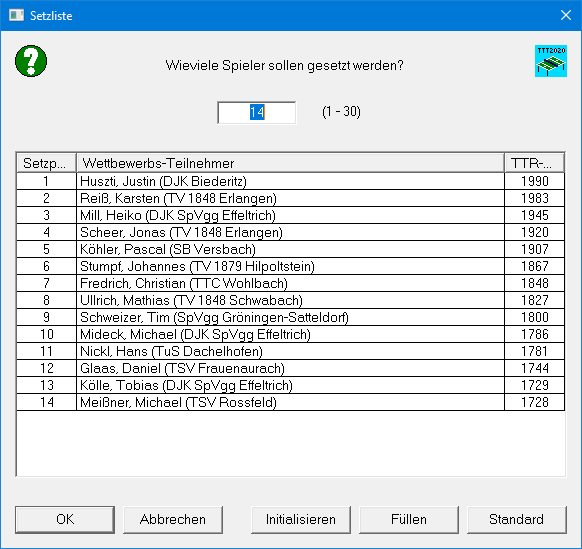 Setzliste
?
TTT2020
Wieviele Spieler sollen gesetzt werden?
14 (1 - 30)
Setzp... Wettbewerbs-Teilnehmer TTR-...
1 Huszti, Justin (DJK Biederitz) 1990
2 Reiß, Karsten (TV 1848 Erlangen) 1983
3 Mill, Heiko (DJK SpVgg Effeltrich) 1945
4 Scheer, Jonas (TV 1848 Erlangen) 1920
5 Köhler, Pascal (SB Versbach) 1907
6 Stumpf, Johannes (TV 1879 Hilpoltstein) 1867
7 Fredrich, Christian (TTC Wohlbach) 1848
8 Ullrich, Mathias (TV 1848 Schwabach) 1827
9 Schweizer, Tim (SpVgg Gröningen-Satteldorf) 1800
10 Mideck, Michael (DJK SpVgg Effeltrich) 1786
11 Nickl, Hans (TuS Dachelhofen) 1781
12 Glaas, Daniel (TSV Frauenaurach) 1744
13 Kölle, Tobias (DJK SpVgg Effeltrich) 1729
14 Meißner, Michael (TSV Rossfeld) 1728
OK Abbrechen Initialisieren Füllen Standard